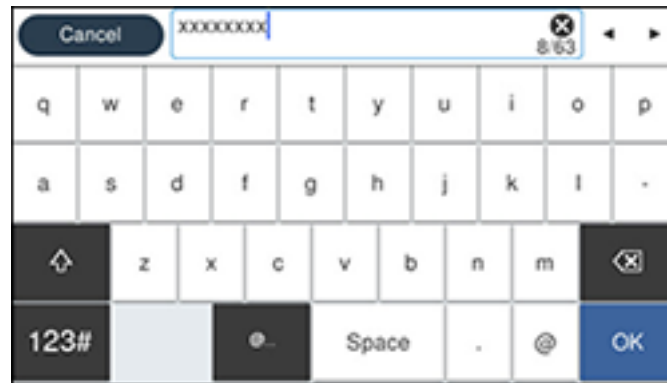 Cancel xxxxxxxx 8/63
q w e r t y u i o p
a s d f g h j k l -
z x c v b n m
123# @... Space . @ OK